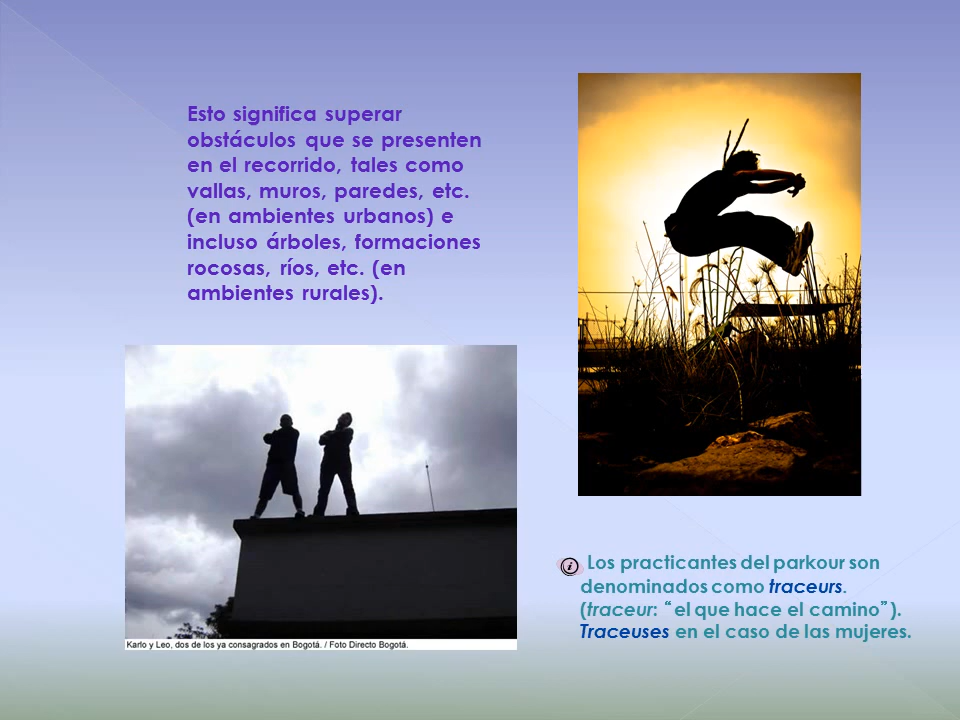 Esto significa superar
obstáculos que se presenten
en el recorrido, tales como
vallas, muros, paredes, etc.
(en ambientes urbanos) e
incluso árboles, formaciones
rocosas, ríos, etc. (en
ambientes rurales).
Karlo y Leo, dos de los ya consagrados en Bogotá. / Foto Directo Bogotá.
i Los practicantes del parkour son
denominados como traceurs.
(traceur: “el que hace el camino”).
Traceuses en el caso de las mujeres.